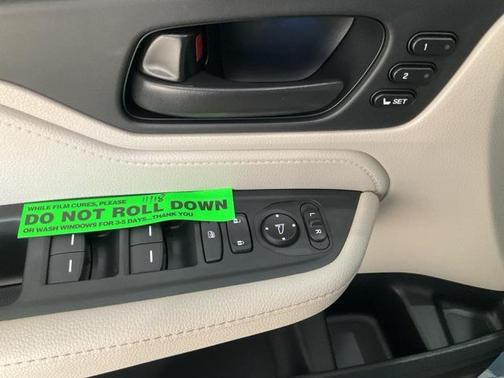 1
2
SET
WHILE FILM CURES, PLEASE
DO NOT ROLL DOWN
OR WASH WINDOWS FOR 3-5 DAYS...THANK YOU
L
R